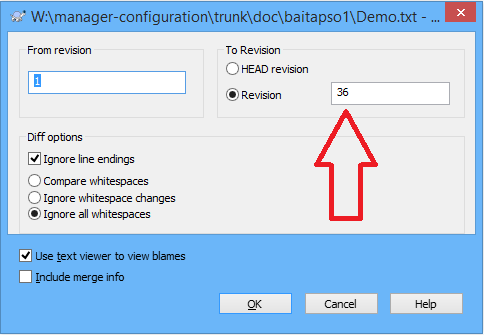 W:\manager-configuration\trunk\doc\baitapso1\Demo.txt - ...
From revision
1
To Revision
HEAD revision
Revision
36
Diff options
Ignore line endings
Compare whitespaces
Ignore whitespace changes
Ignore all whitespaces
Use text viewer to view blames
Include merge info
OK
Cancel
Help